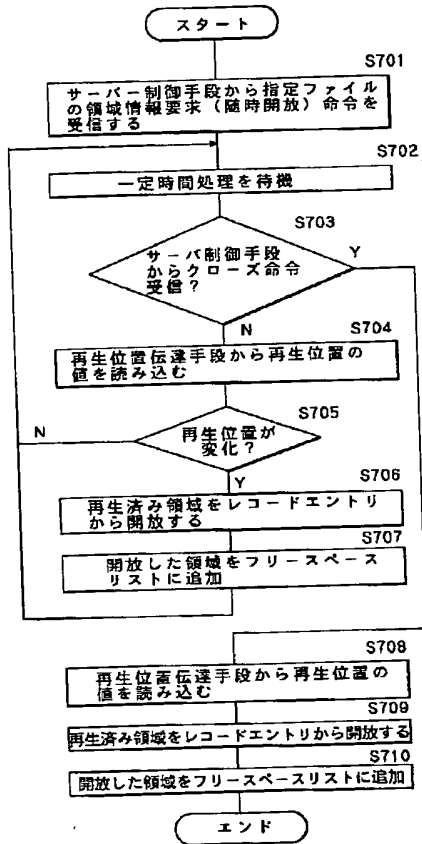 スタート
S701
サーバー制御手段から指定ファイル
の領域情報要求（随時開放）命令を
受信する
S702
一定時間処理を待機
S703
サーバ制御手段
からクローズ命令
受信？
Y
N
S704
再生位置伝達手段から再生位置の
値を読み込む
S705
N
再生位置が
変化？
Y
S706
再生済み領域をレコードエントリ
から開放する
S707
開放した領域をフリースペース
リストに追加
S708
再生位置伝達手段から再生位置の
値を読み込む
S709
再生済み領域をレコードエントリから開放する
S710
開放した領域をフリースペースリストに追加
エンド